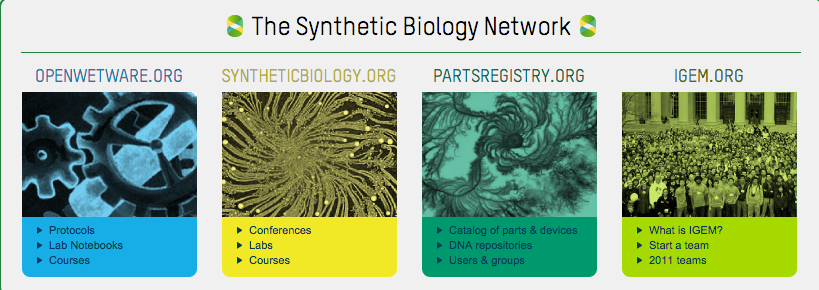 The Synthetic Biology Network
OPENWETWARE.ORG
Protocols
Lab Notebooks
Courses
SYNTHETICBIOLOGY.ORG
Conferences
Labs
Courses
PARTSREGISTRY.ORG
Catalog of parts & devices
DNA repositories
Users & groups
IGEM.ORG
What is IGEM?
Start a team
2011 teams